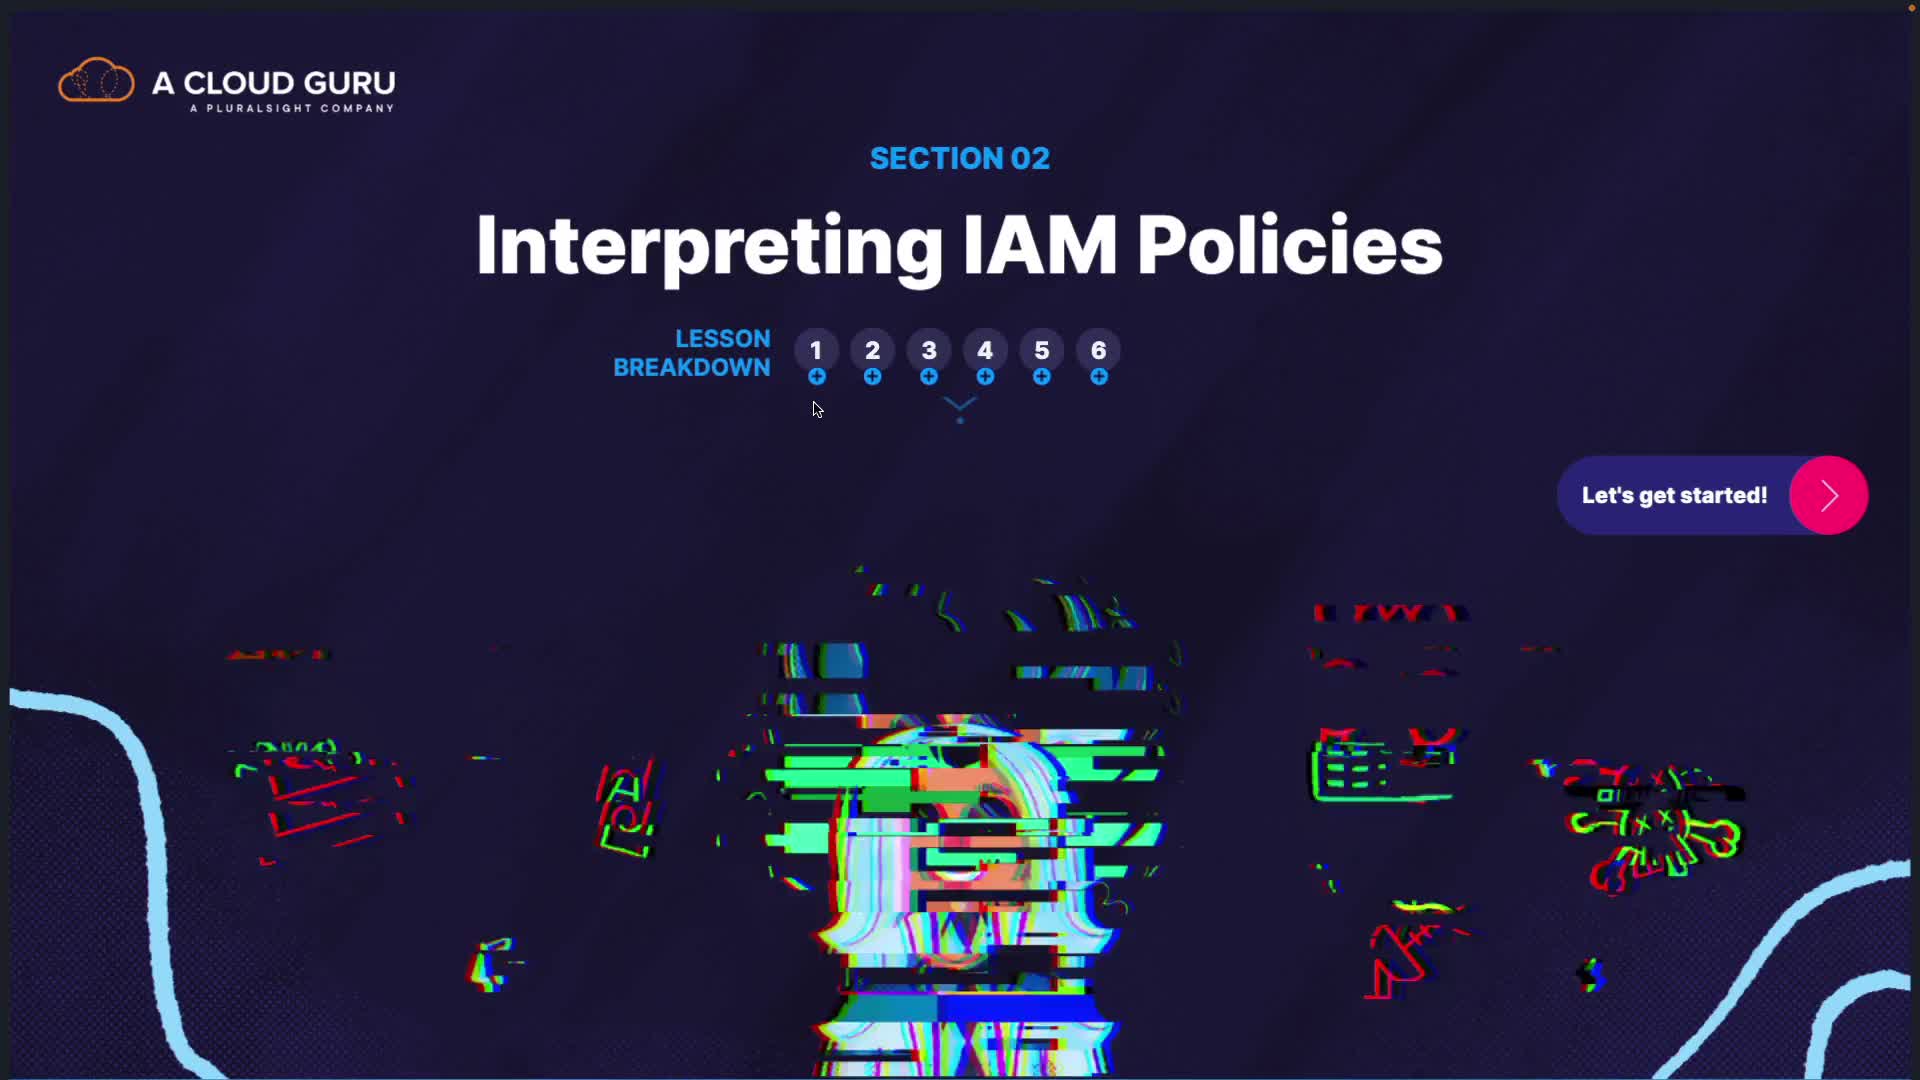 A CLOUD GURU
A PLURALSIGHT COMPANY
SECTION 02
Interpreting IAM Policies
LESSON
BREAKDOWN
1 2 3 4 5 6
Let's get started!